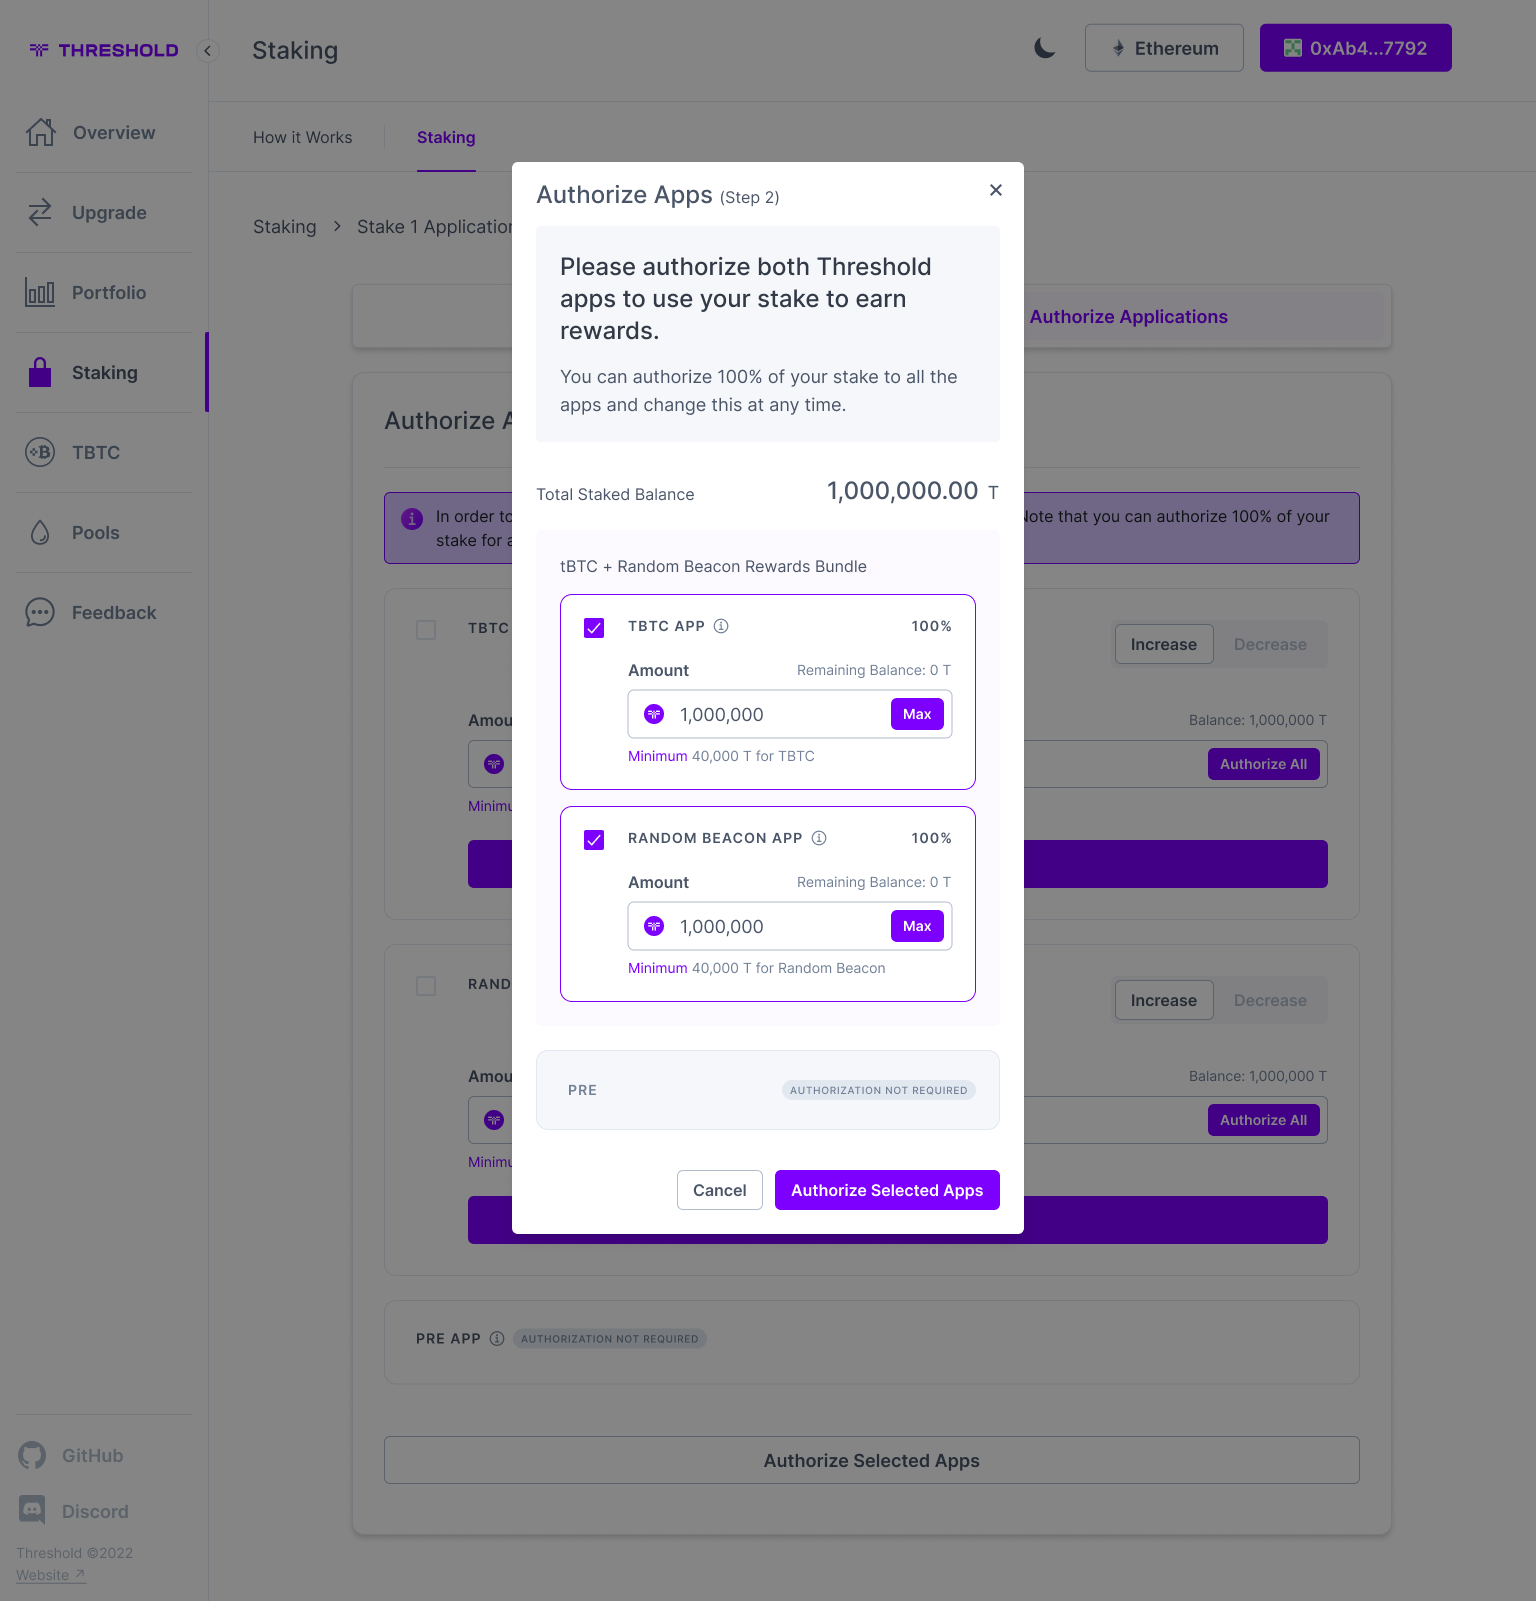 THRESHOLD
Staking
Ethereum
0xAb4...7792
Overview
Upgrade
Portfolio
Staking
TBTC
Pools
Feedback
GitHub
Discord
Threshold ©2022
Website ↗
How it Works
Staking
Staking > Stake 1
Authorize Applications
Authorize
In order
Note that you can authorize 100% of your
stake for
TBTC
Increase
Decrease
Balance: 1,000,000 T
Authorize All
Increase
Decrease
Balance: 1,000,000 T
Authorize All
PRE APP
AUTHORIZATION NOT REQUIRED
Authorize Selected Apps
Authorize Apps (Step 2)
Please authorize both Threshold
apps to use your stake to earn
rewards.
You can authorize 100% of your stake to all the
apps and change this at any time.
Total Staked Balance
1,000,000.00 T
tBTC + Random Beacon Rewards Bundle
TBTC APP
100%
Amount
Remaining Balance: 0 T
1,000,000
Max
Minimum 40,000 T for TBTC
RANDOM BEACON APP
100%
Amount
Remaining Balance: 0 T
1,000,000
Max
Minimum 40,000 T for Random Beacon
PRE
AUTHORIZATION NOT REQUIRED
Cancel
Authorize Selected Apps